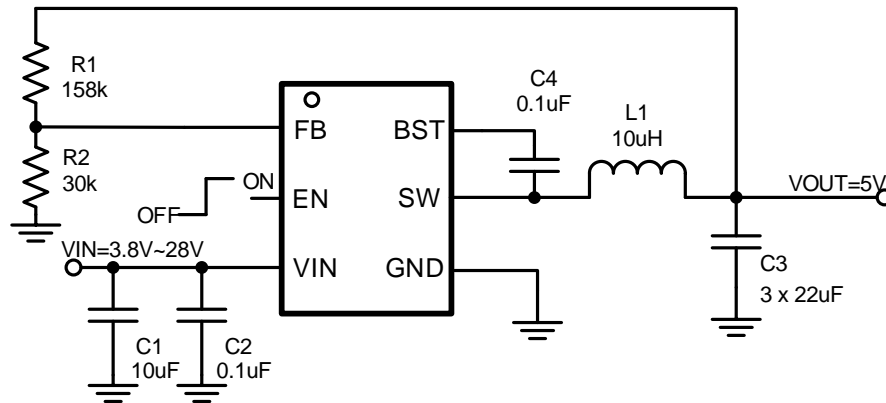 R1
158k
R2
30k
OFF
ON
VIN=3.8V~28V
C1
10uF
C2
0.1uF
FB
EN
VIN
BST
SW
GND
C4
0.1uF
L1
10uH
VOUT=5V
C3
3 x 22uF